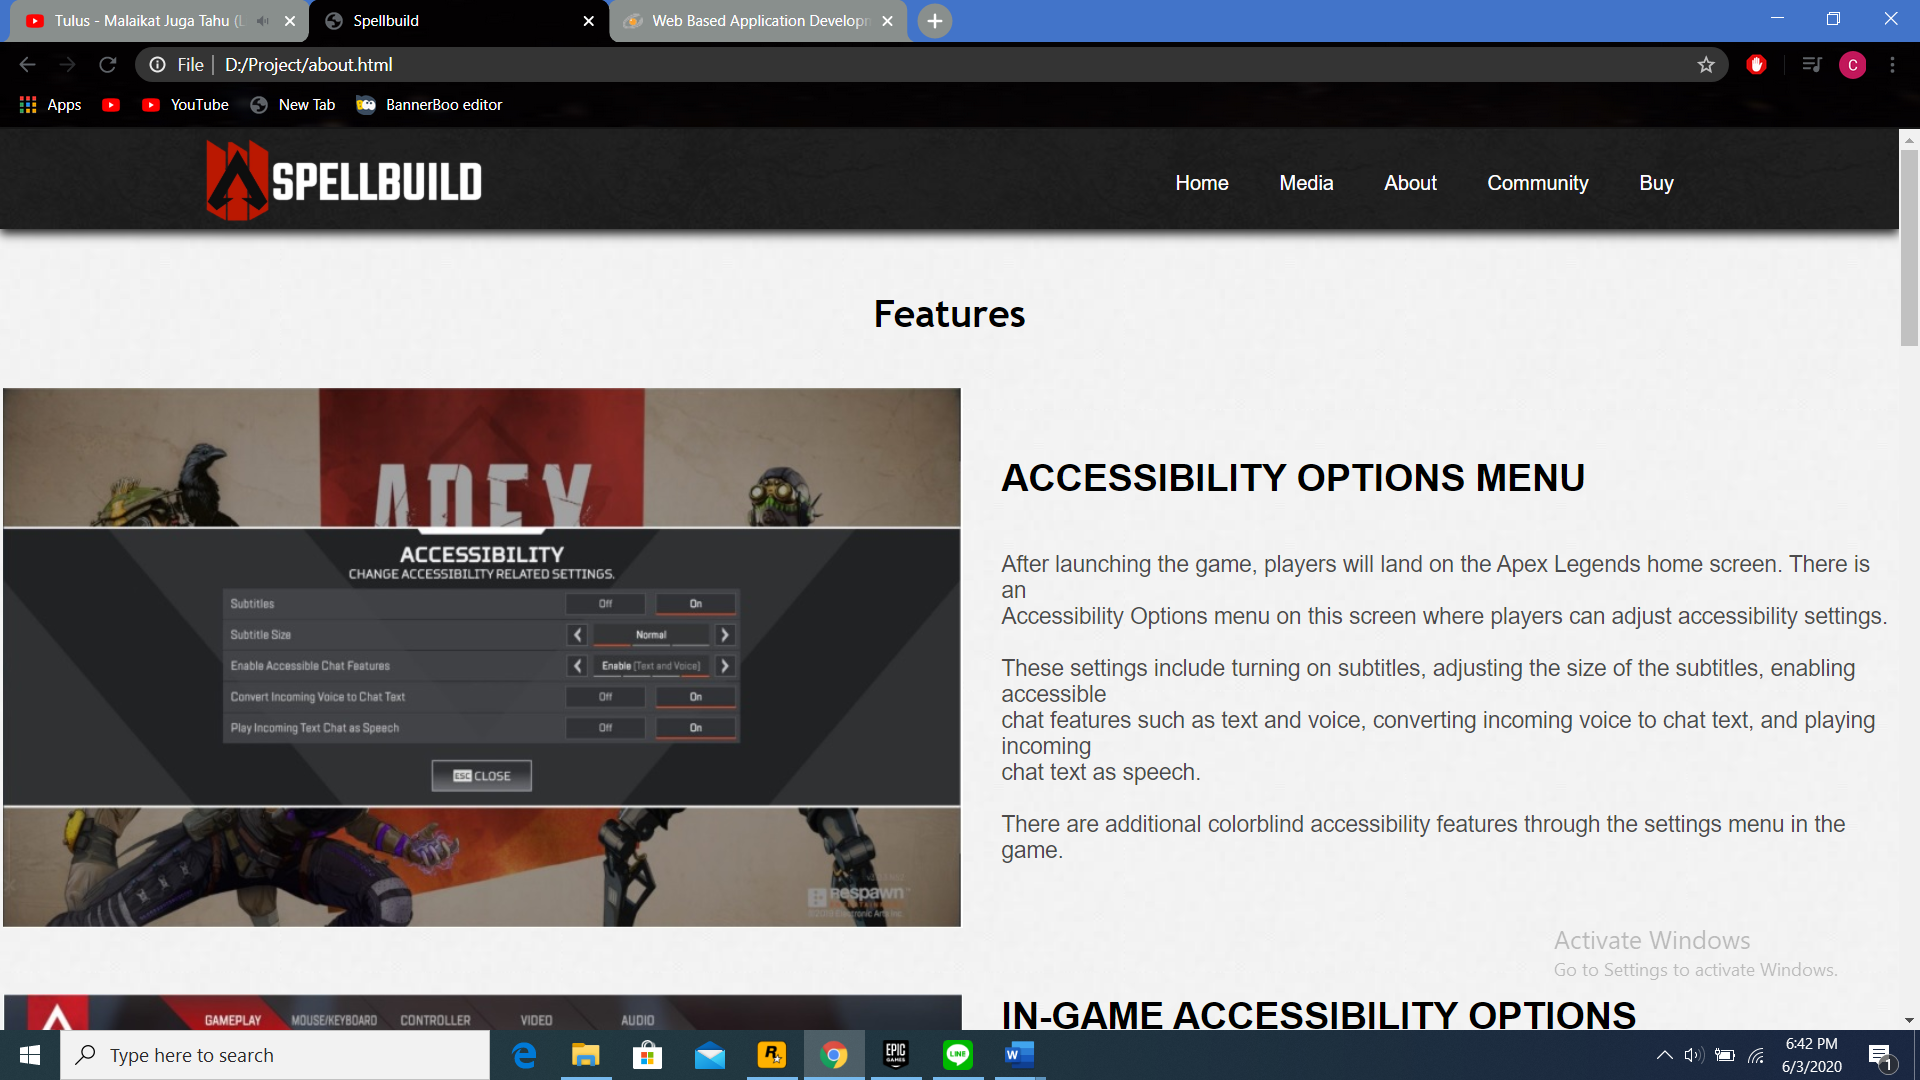 Tulus - Malaikat Juga Tahu (L
Spellbuild
Web Based Application Developm
File
D:/Project/about.html
C
Apps
YouTube
New Tab
BannerBoo editor
SPELLBUILD
Home
Media
About
Community
Buy
Features
APEX
ACCESSIBILITY
CHANGE ACCESSIBILITY RELATED SETTINGS.
Subtitles Off On
Subtitle Size Normal
Enable Accessible Chat Features Enable [Text and Voice]
Convert Incoming Voice to Chat Text Off On
Play Incoming Text Chat as Speech Off On
ESC CLOSE
Respawn
ENTERTAINMENT
©2019 Electronic Arts Inc.
ACCESSIBILITY OPTIONS MENU
After launching the game, players will land on the Apex Legends home screen. There is
an
Accessibility Options menu on this screen where players can adjust accessibility settings.
These settings include turning on subtitles, adjusting the size of the subtitles, enabling
accessible
chat features such as text and voice, converting incoming voice to chat text, and playing
incoming
chat text as speech.
There are additional colorblind accessibility features through the settings menu in the
game.
Activate Windows
Go to Settings to activate Windows.
GAMEPLAY MOUSE/KEYBOARD CONTROLLER VIDEO AUDIO
IN-GAME ACCESSIBILITY OPTIONS
Type here to search
R
EPIC
GAMES
LINE
W
6:42 PM
6/3/2020
1